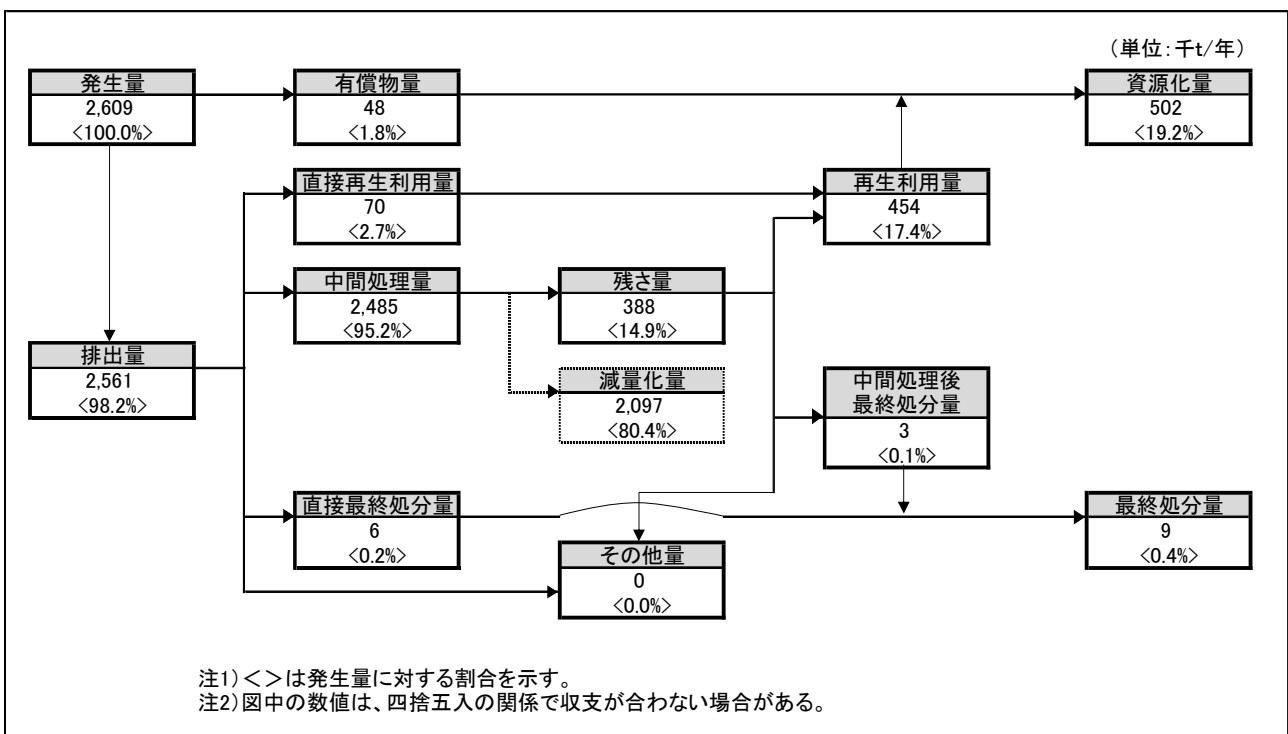 （単位：千t/年）
発生量
2,609
<100.0%>
有償物量
48
<1.8%>
資源化量
502
<19.2%>
直接再生利用量
70
<2.7%>
再生利用量
454
<17.4%>
中間処理量
2,485
<95.2%>
残さ量
388
<14.9%>
排出量
2,561
<98.2%>
減量化量
2,097
<80.4%>
中間処理後
最終処分量
3
<0.1%>
直接最終処分量
6
<0.2%>
最終処分量
9
<0.4%>
その他量
0
<0.0%>
注1）＜＞は発生量に対する割合を示す。
注2）図中の数値は、四捨五入の関係で収支が合わない場合がある。